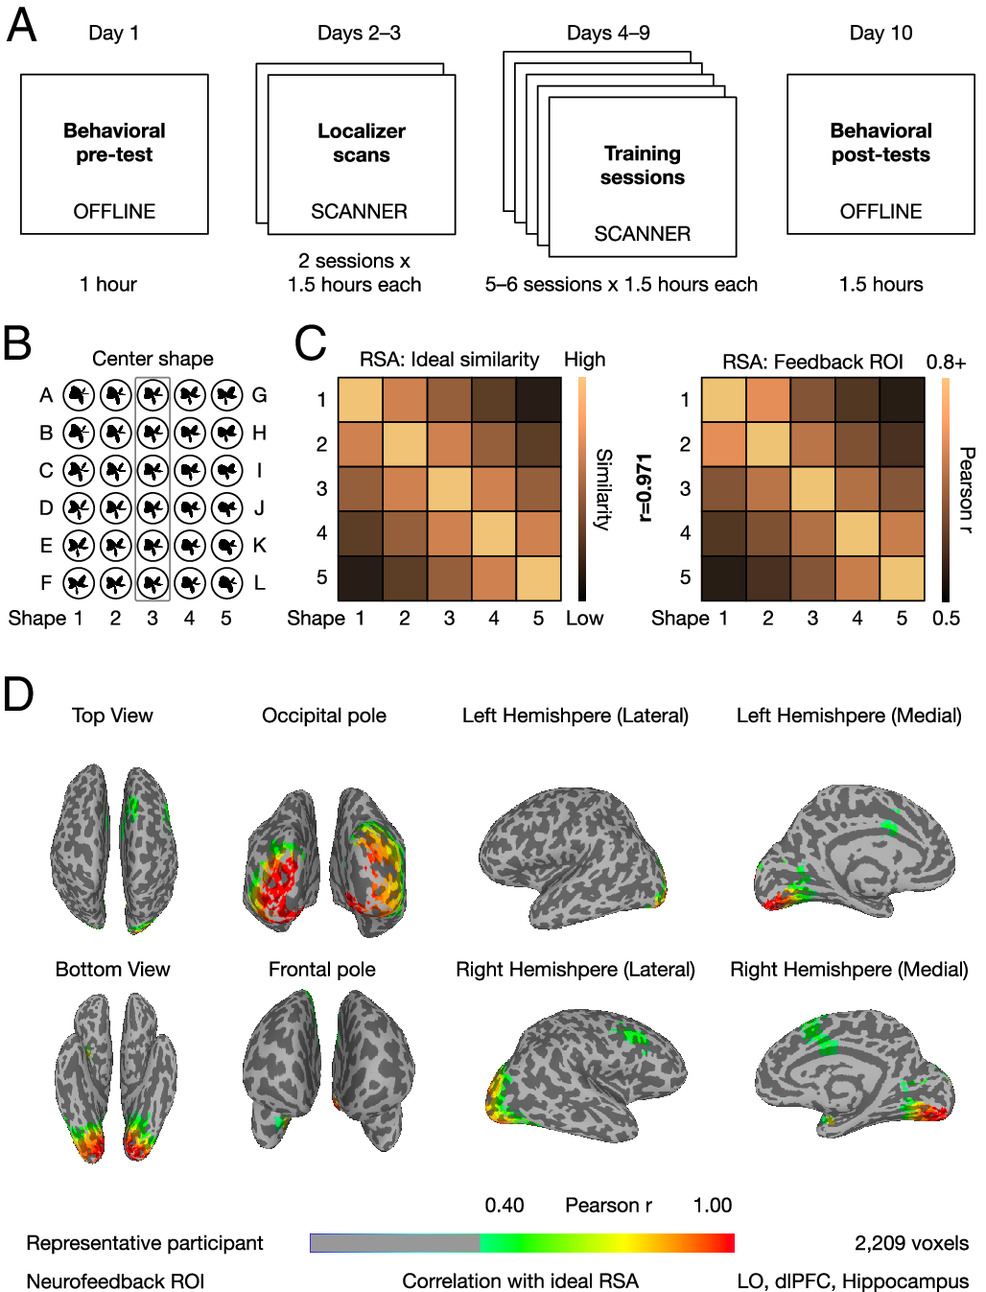 A
Day 1
Days 2–3
Days 4–9
Day 10
Behavioral
pre-test
OFFLINE
1 hour
Localizer
scans
SCANNER
2 sessions x
1.5 hours each
Training
sessions
SCANNER
5–6 sessions x 1.5 hours each
Behavioral
post-tests
OFFLINE
1.5 hours
B
Center shape
A G
B H
C I
D J
E K
F L
Shape 1 2 3 4 5
C
RSA: Ideal similarity
High
1
2
3
4
5
Shape 1 2 3 4 5
Low
Similarity
r=0.971
RSA: Feedback ROI
0.8+
1
2
3
4
5
Shape 1 2 3 4 5
0.5
Pearson r
D
Top View
Occipital pole
Left Hemishpere (Lateral)
Left Hemishpere (Medial)
Bottom View
Frontal pole
Right Hemishpere (Lateral)
Right Hemishpere (Medial)
0.40 Pearson r 1.00
Representative participant
2,209 voxels
Neurofeedback ROI
Correlation with ideal RSA
LO, dlPFC, Hippocampus